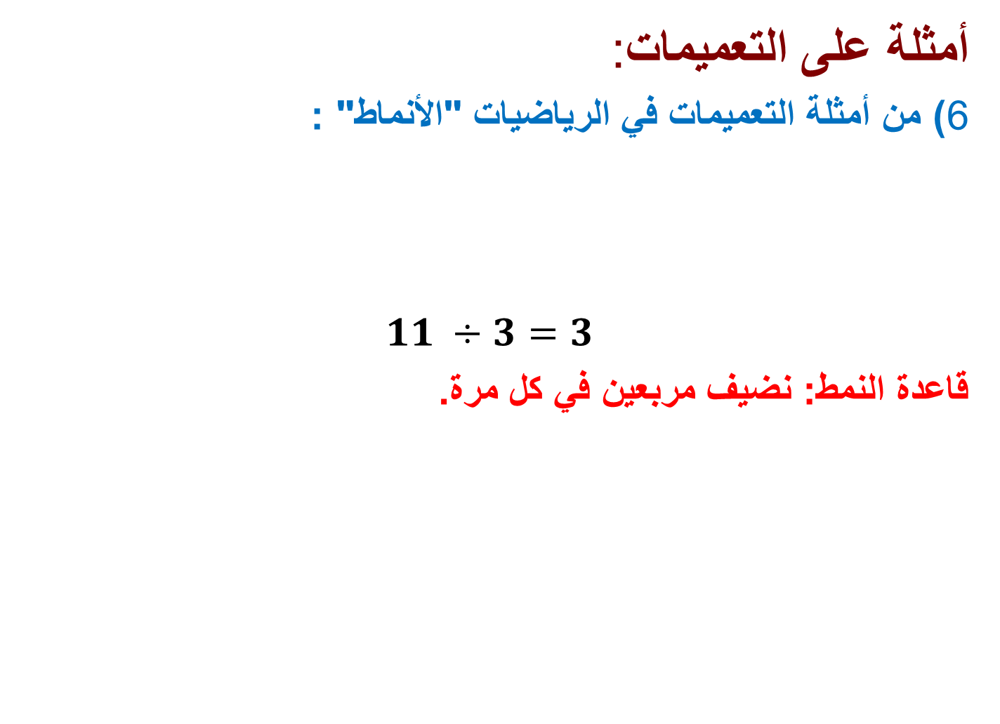 أمثلة على التعميمات:
6) من أمثلة التعميمات في الرياضيات "الأنماط" :
11 ÷ 3 = 3
قاعدة النمط: نضيف مربعين في كل مرة.